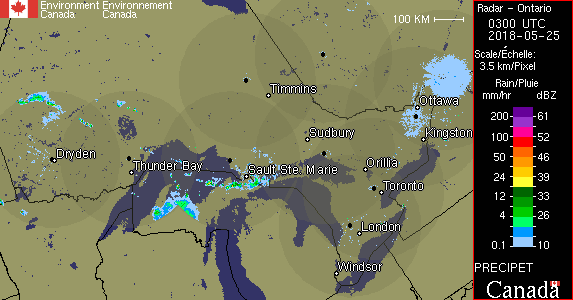 Environment Environnement
Canada Canada
100 KM
Timmins
Ottawa
Sudbury
Kingston
Dryden
Thunder Bay
Sault Ste. Marie
Orillia
Toronto
London
Windsor
Radar - Ontario
0300 UTC
2018-05-25
Scale/Échelle:
3.5 km/Pixel
Rain/Pluie
mm/hr dBZ
200 61
100 52
50 46
24 39
12 33
4 26
1 18
0.1 10
PRECIPET
Canada